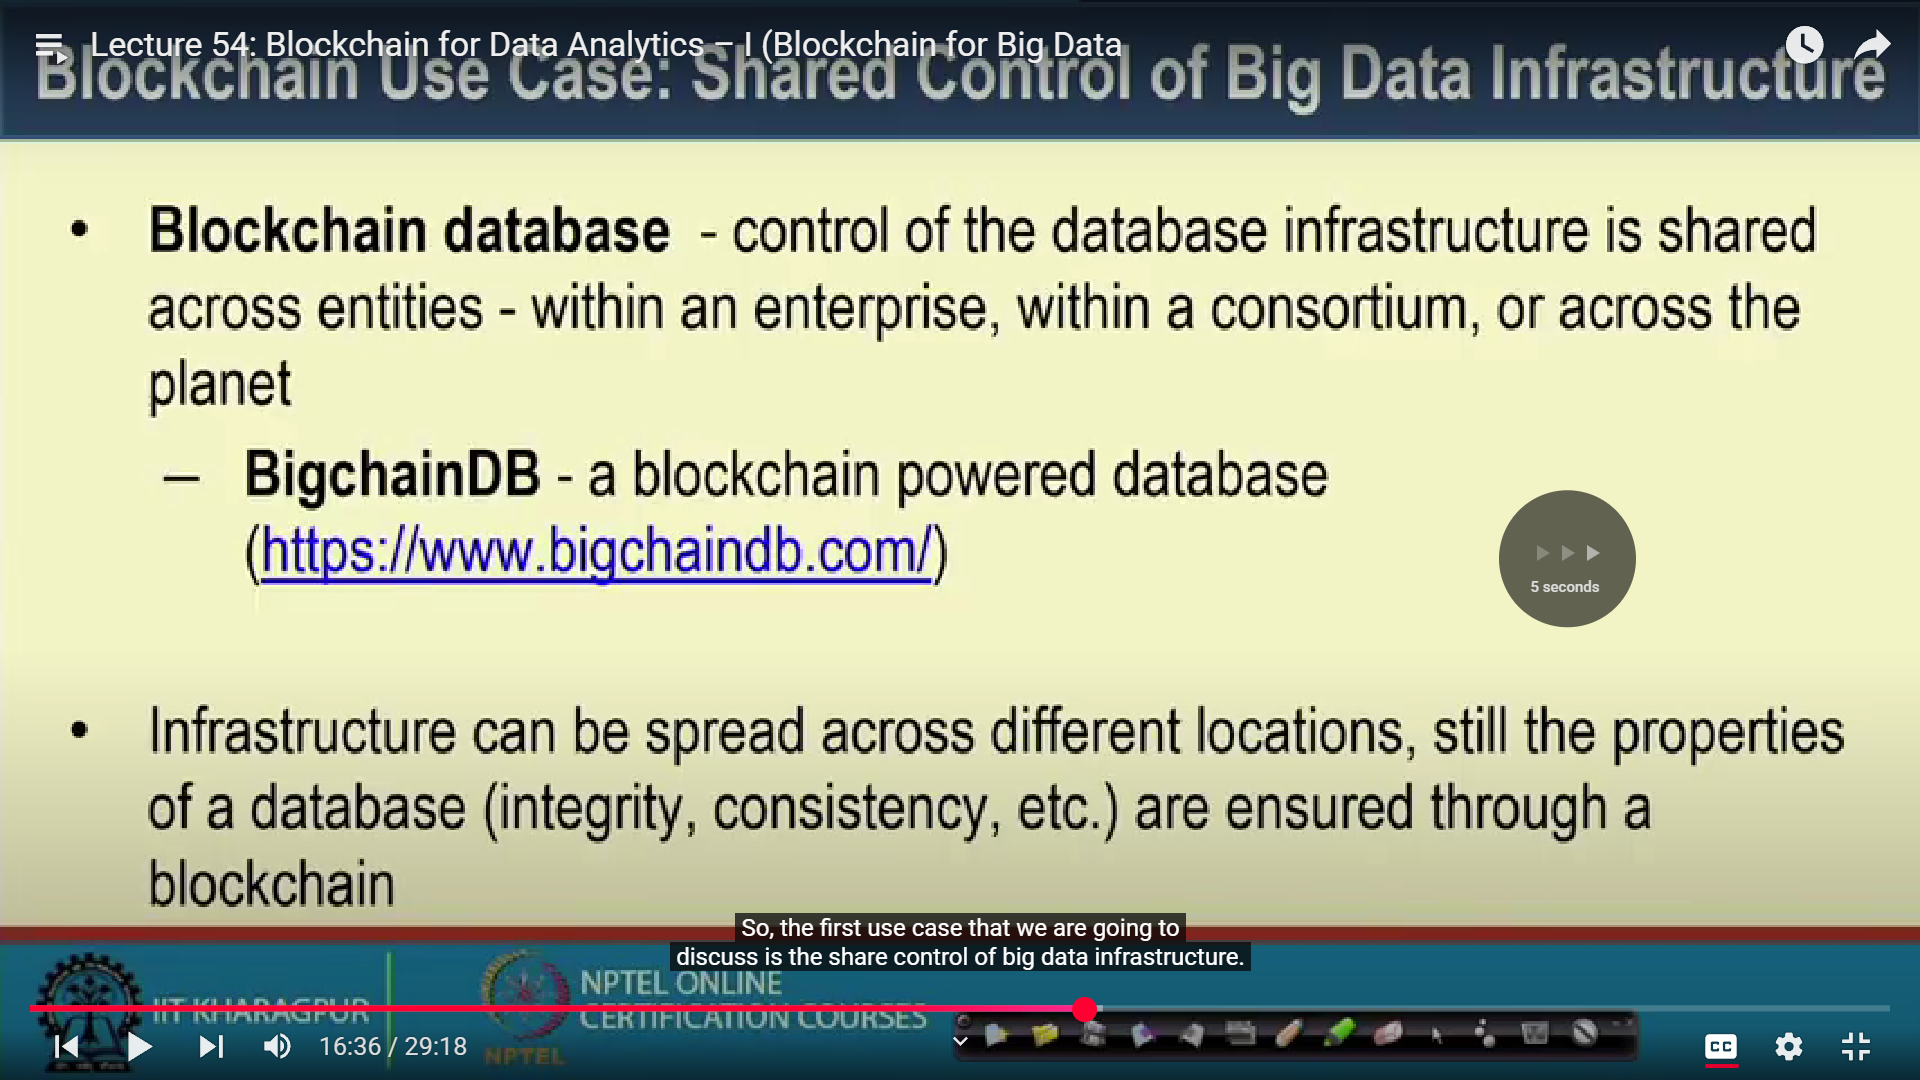 Lecture 54: Blockchain for Data Analytics – I (Blockchain for Big Data
Blockchain Use Case: Shared Control of Big Data Infrastructure
• Blockchain database - control of the database infrastructure is shared
across entities - within an enterprise, within a consortium, or across the
planet
– BigchainDB - a blockchain powered database
(https://www.bigchaindb.com/)
5 seconds
• Infrastructure can be spread across different locations, still the properties
of a database (integrity, consistency, etc.) are ensured through a
blockchain
So, the first use case that we are going to
discuss is the share control of big data infrastructure.
IIT KHARAGPUR
NPTEL ONLINE
CERTIFICATION COURSES
NPTEL
16:36 / 29:18
CC